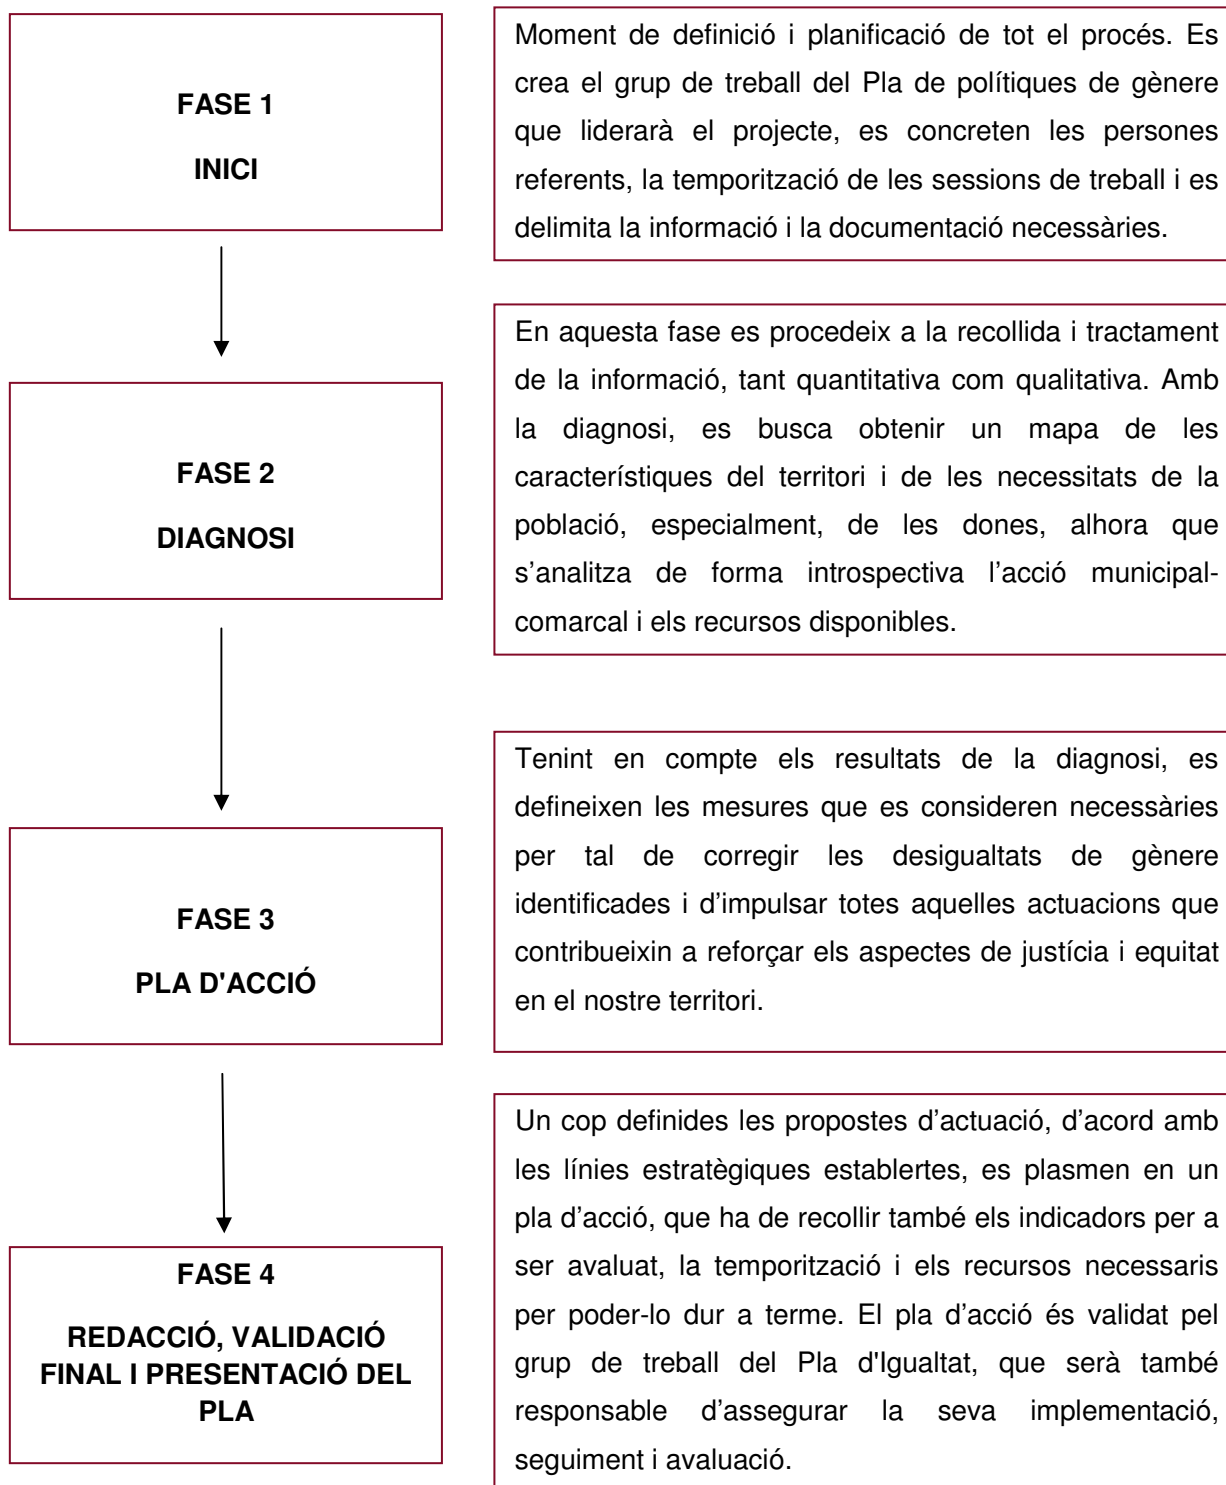 FASE 1
INICI
Moment de definició i planificació de tot el procés. Es
crea el grup de treball del Pla de polítiques de gènere
que liderarà el projecte, es concreten les persones
referents, la temporització de les sessions de treball i es
delimita la informació i la documentació necessàries.
FASE 2
DIAGNOSI
En aquesta fase es procedeix a la recollida i tractament
de la informació, tant quantitativa com qualitativa. Amb
la diagnosi, es busca obtenir un mapa de les
característiques del territori i de les necessitats de la
població, especialment, de les dones, alhora que
s’analitza de forma introspectiva l’acció municipal-
comarcal i els recursos disponibles.
FASE 3
PLA D'ACCIÓ
Tenint en compte els resultats de la diagnosi, es
defineixen les mesures que es consideren necessàries
per tal de corregir les desigualtats de gènere
identificades i d’impulsar totes aquelles actuacions que
contribueixin a reforçar els aspectes de justícia i equitat
en el nostre territori.
FASE 4
REDACCIÓ, VALIDACIÓ
FINAL I PRESENTACIÓ DEL
PLA
Un cop definides les propostes d’actuació, d’acord amb
les línies estratègiques establertes, es plasmen en un
pla d’acció, que ha de recollir també els indicadors per a
ser avaluat, la temporització i els recursos necessaris
per poder-lo dur a terme. El pla d’acció és validat pel
grup de treball del Pla d'Igualtat, que serà també
responsable d’assegurar la seva implementació,
seguiment i avaluació.